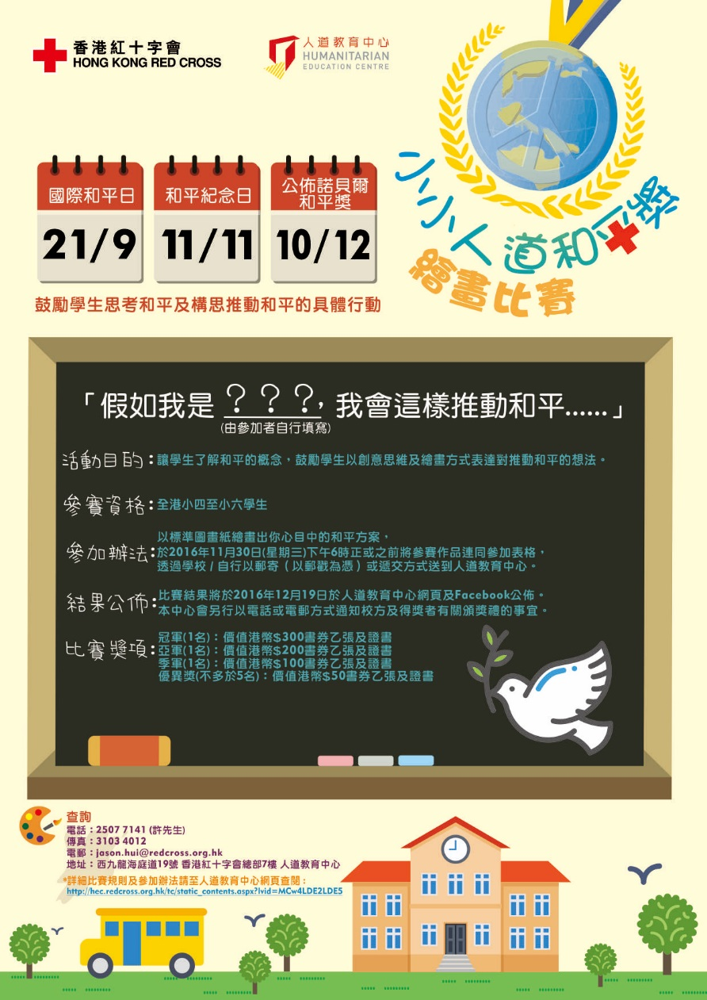 香港紅十字會
HONG KONG RED CROSS
人道教育中心
HUMANITARIAN
EDUCATION CENTRE
國際和平日
21/9
和平紀念日
11/11
公佈諾貝爾
和平獎
10/12
鼓勵學生思考和平及構思推動和平的具體行動
小小人道和平獎
繪畫比賽
「假如我是 ? ? ?, 我會這樣推動和平......」
(由參加者自行填寫)
活動目的：讓學生了解和平的概念，鼓勵學生以創意思維及繪畫方式表達對推動和平的想法。
參賽資格：全港小四至小六學生
參加辦法：以標準圖畫紙繪畫出你心目中的和平方案，
於2016年11月30日(星期三)下午6時正或之前將參賽作品連同參加表格，
透過學校 / 自行以郵寄（以郵戳為憑）或遞交方式送到人道教育中心。
結果公佈：比賽結果將於2016年12月19日於人道教育中心網頁及Facebook公佈。
本中心會另行以電話或電郵方式通知校方及得獎者有關頒獎禮的事宜。
比賽獎項：冠軍(1名)：價值港幣$300書券乙張及證書
亞軍(1名)：價值港幣$200書券乙張及證書
季軍(1名)：價值港幣$100書券乙張及證書
優異獎(不多於5名)：價值港幣$50書券乙張及證書
查詢
電話：2507 7141 (許先生)
傳真：3103 4012
電郵：jason.hui@redcross.org.hk
地址：西九龍海庭道19號 香港紅十字會總部7樓 人道教育中心
*詳細比賽規則及參加辦法請至人道教育中心網頁查閱：
http://hec.redcross.org.hk/tc/static_contents.aspx?lvid=MCw4LDE2LDE5